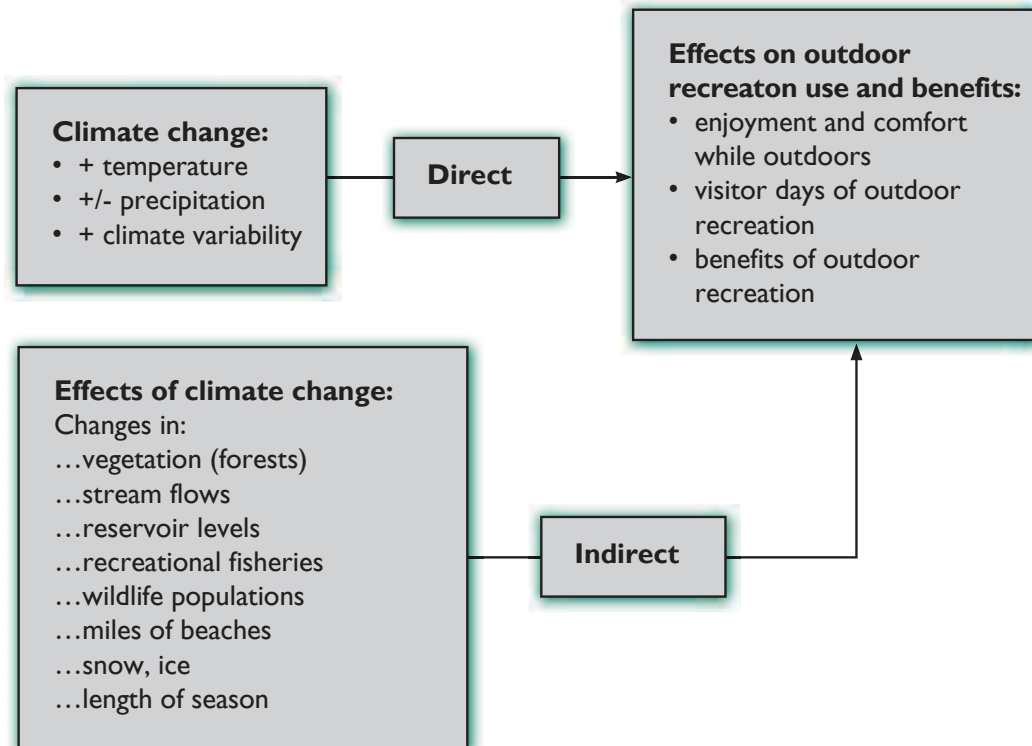 Climate change:
• + temperature
• +/- precipitation
• + climate variability
Direct
Effects on outdoor
recreaton use and benefits:
• enjoyment and comfort
while outdoors
• visitor days of outdoor
recreation
• benefits of outdoor
recreation
Effects of climate change:
Changes in:
…vegetation (forests)
…stream flows
…reservoir levels
…recreational fisheries
…wildlife populations
…miles of beaches
…snow, ice
…length of season
Indirect